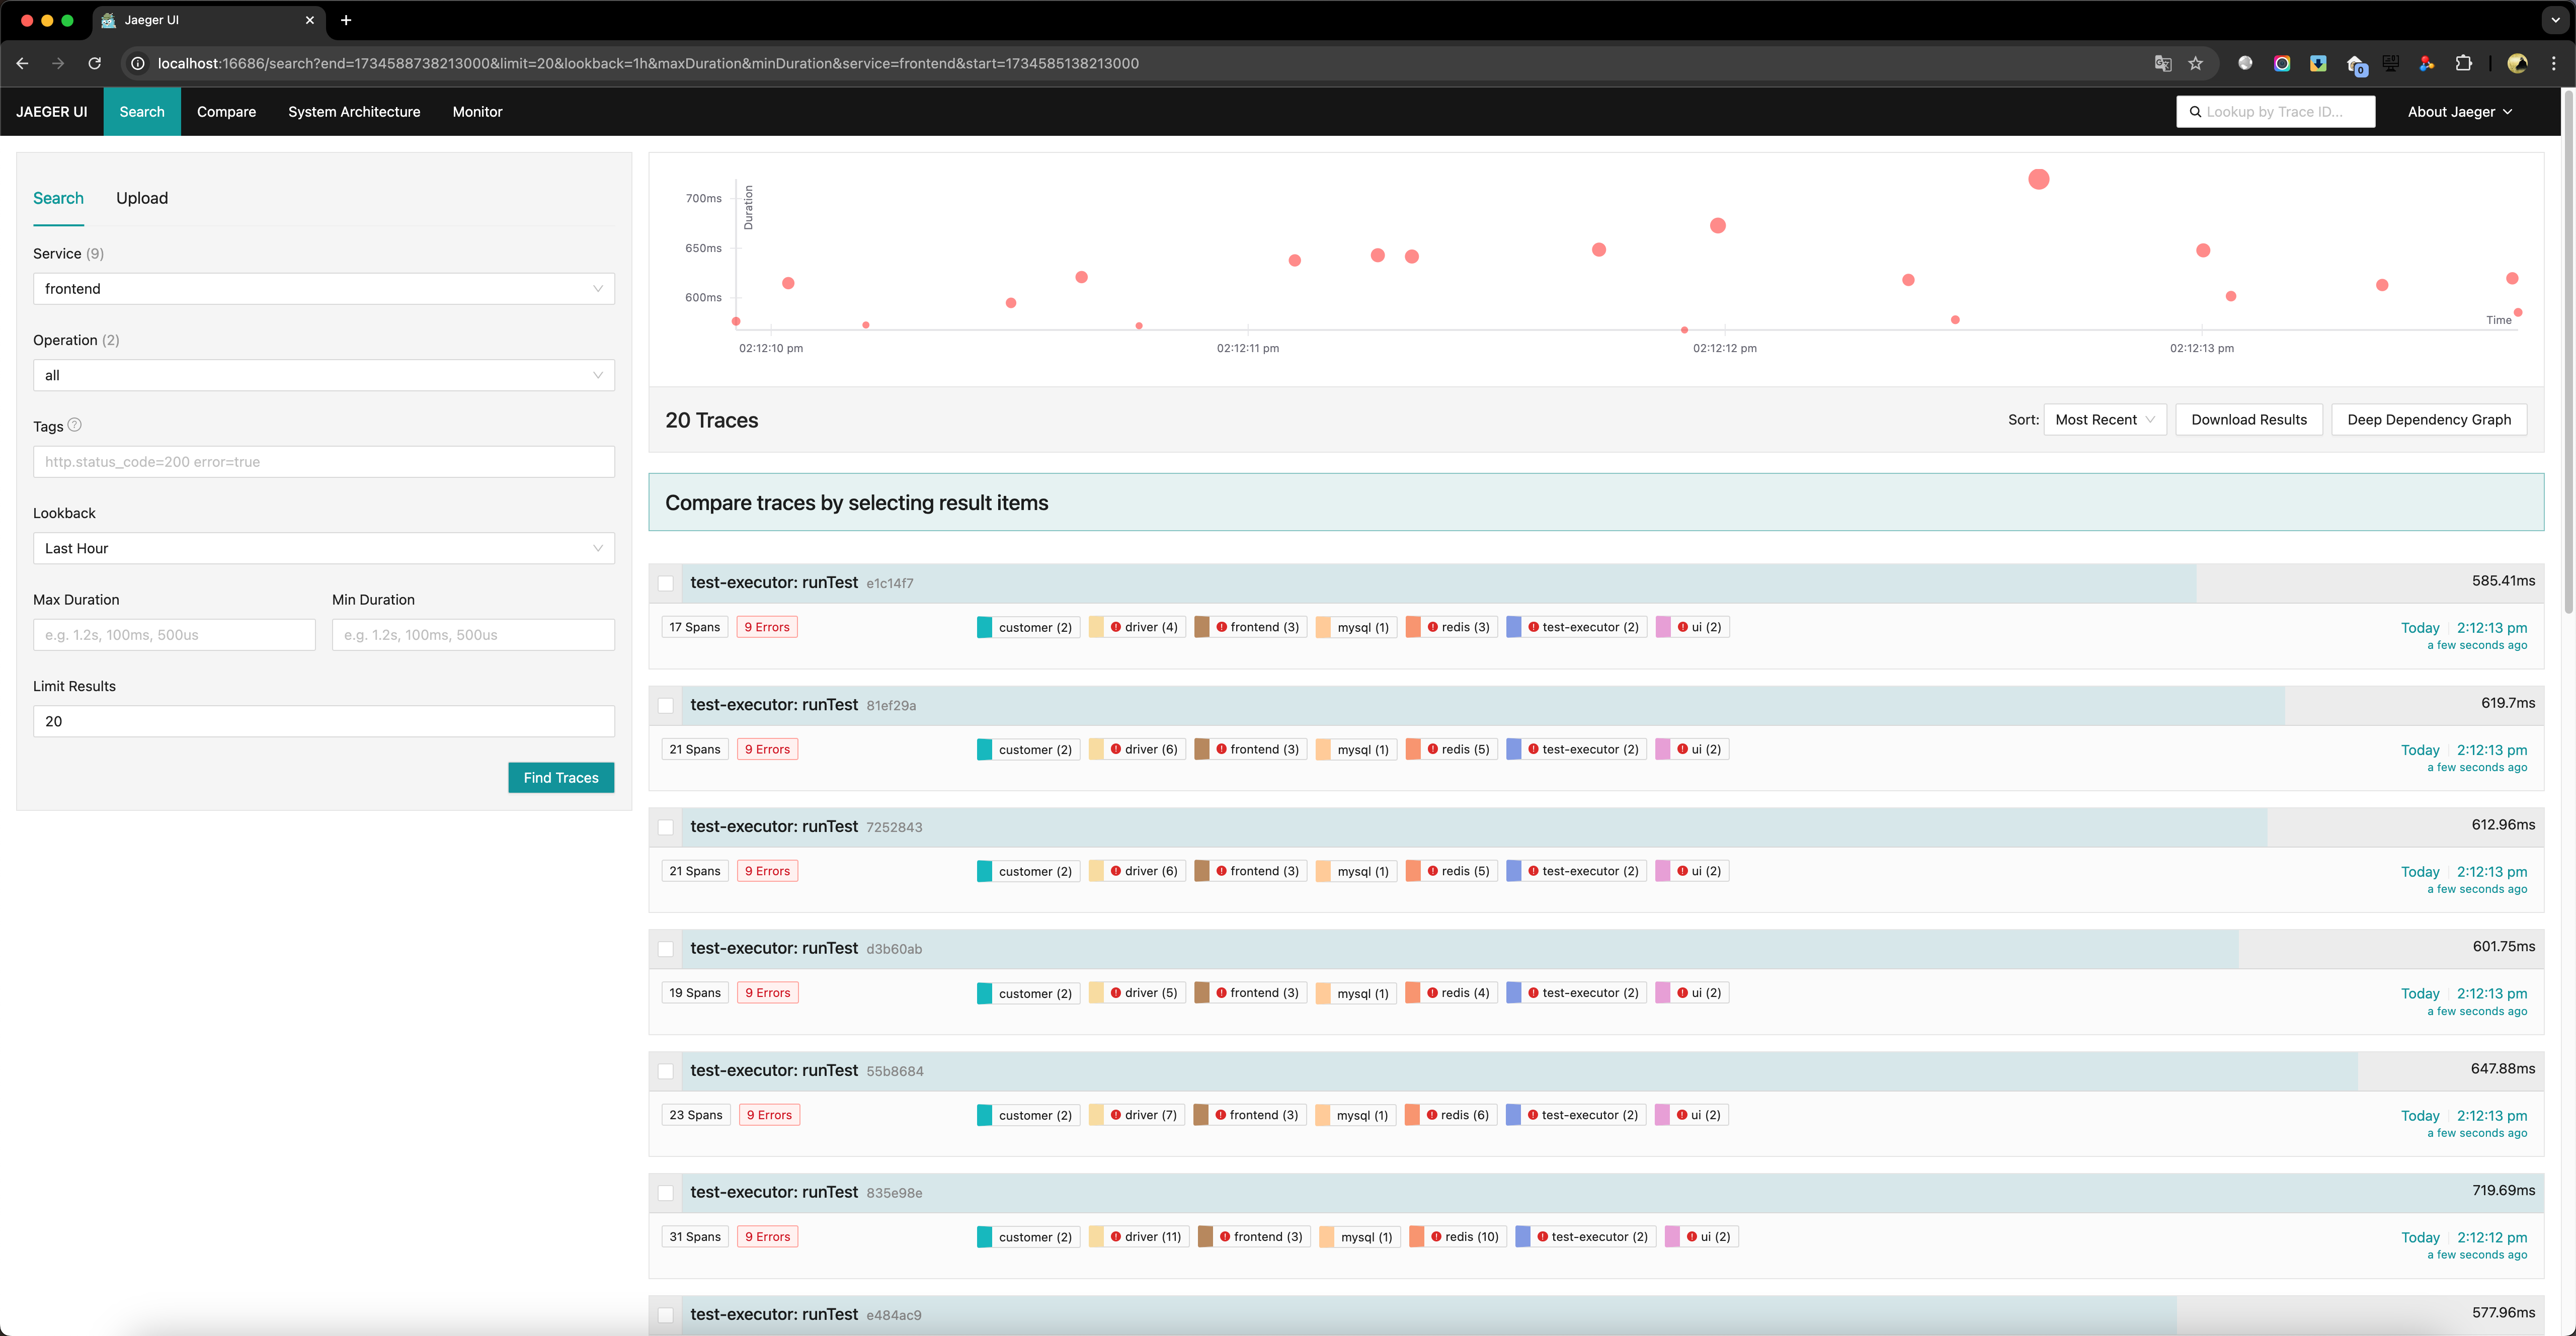 Jaeger UI
localhost:16686/search?end=1734588738213000&limit=20&lookback=1h&maxDuration&minDuration&service=frontend&start=1734585138213000
0
JAEGER UI Search Compare System Architecture Monitor Lookup by Trace ID... About Jaeger
Search Upload
Service (9)
frontend
Operation (2)
all
Tags
http.status_code=200 error=true
Lookback
Last Hour
Max Duration Min Duration
e.g. 1.2s, 100ms, 500us e.g. 1.2s, 100ms, 500us
Limit Results
20
Find Traces
Duration
700ms
650ms
600ms
Time
02:12:10 pm 02:12:11 pm 02:12:12 pm 02:12:13 pm
20 Traces Sort: Most Recent Download Results Deep Dependency Graph
Compare traces by selecting result items
test-executor: runTest e1c14f7 585.41ms
17 Spans 9 Errors customer (2) driver (4) frontend (3) mysql (1) redis (3) test-executor (2) ui (2) Today 2:12:13 pm
a few seconds ago
test-executor: runTest 81ef29a 619.7ms
21 Spans 9 Errors customer (2) driver (6) frontend (3) mysql (1) redis (5) test-executor (2) ui (2) Today 2:12:13 pm
a few seconds ago
test-executor: runTest 7252843 612.96ms
21 Spans 9 Errors customer (2) driver (6) frontend (3) mysql (1) redis (5) test-executor (2) ui (2) Today 2:12:13 pm
a few seconds ago
test-executor: runTest d3b60ab 601.75ms
19 Spans 9 Errors customer (2) driver (5) frontend (3) mysql (1) redis (4) test-executor (2) ui (2) Today 2:12:13 pm
a few seconds ago
test-executor: runTest 55b8684 647.88ms
23 Spans 9 Errors customer (2) driver (7) frontend (3) mysql (1) redis (6) test-executor (2) ui (2) Today 2:12:13 pm
a few seconds ago
test-executor: runTest 835e98e 719.69ms
31 Spans 9 Errors customer (2) driver (11) frontend (3) mysql (1) redis (10) test-executor (2) ui (2) Today 2:12:12 pm
a few seconds ago
test-executor: runTest e484ac9 577.96ms